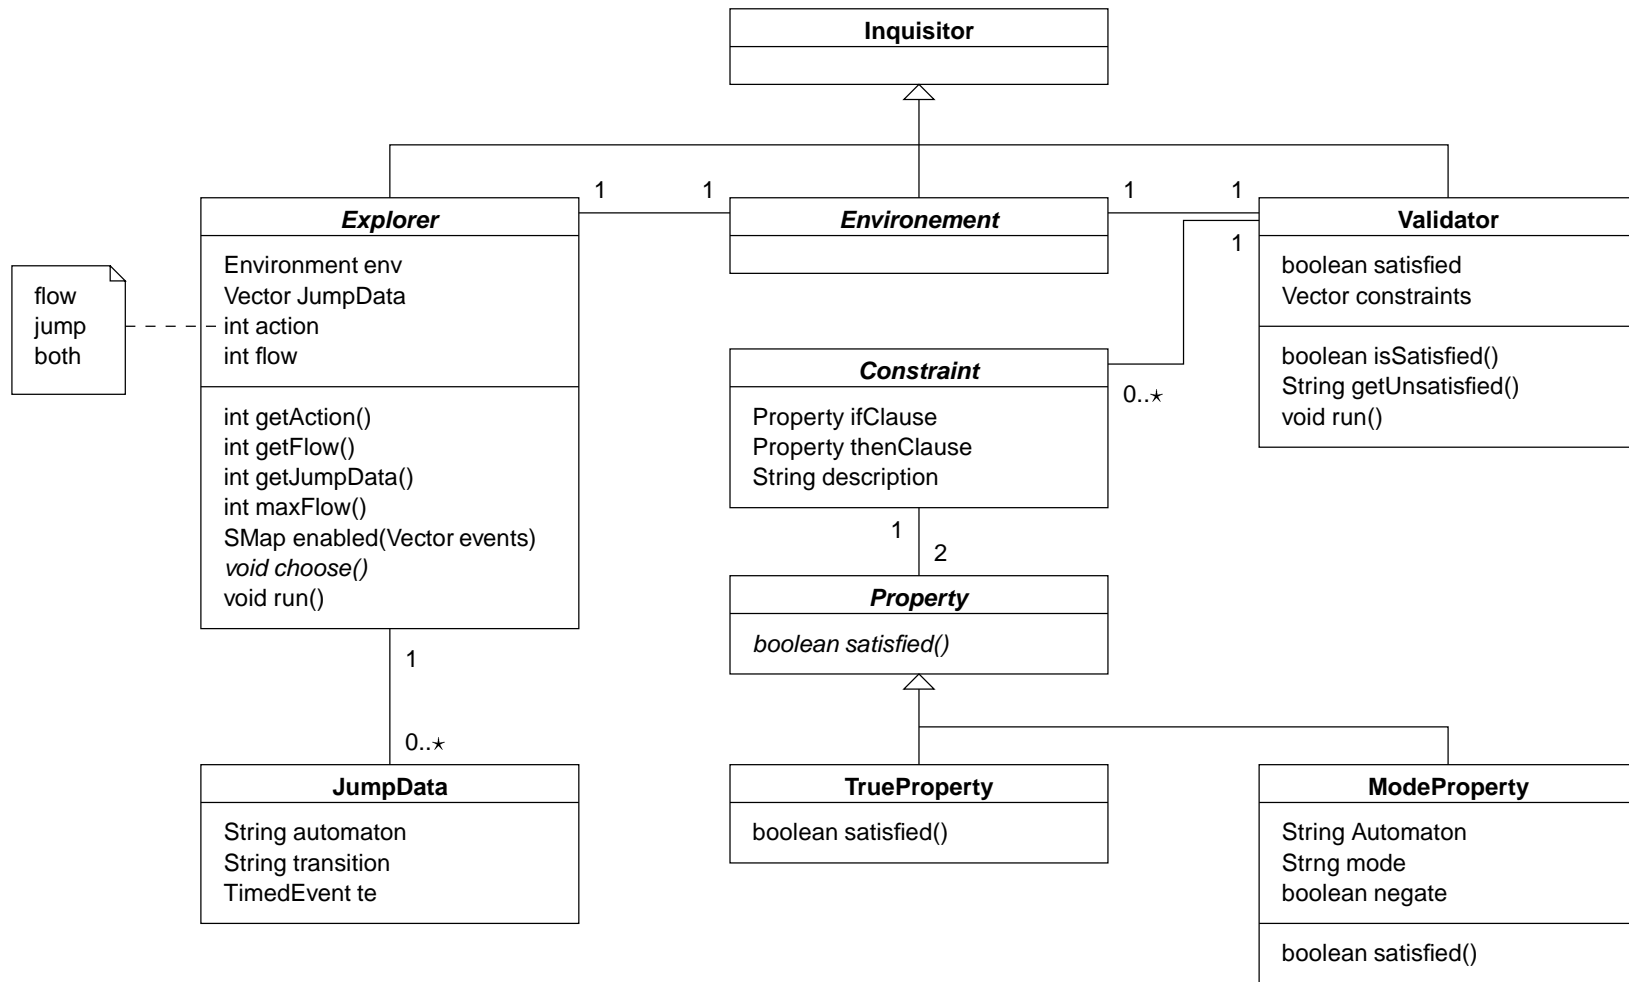 Inquisitor
1
1
1
1
Explorer
Environment env
Vector JumpData
int action
int flow
int getAction()
int getFlow()
int getJumpData()
int maxFlow()
SMap enabled(Vector events)
void choose()
void run()
flow
jump
both
Environement
Validator
boolean satisfied
Vector constraints
boolean isSatisfied()
String getUnsatisfied()
void run()
1
0..⋆
Constraint
Property ifClause
Property thenClause
String description
1
2
Property
boolean satisfied()
1
0..⋆
JumpData
String automaton
String transition
TimedEvent te
TrueProperty
boolean satisfied()
ModeProperty
String Automaton
Strng mode
boolean negate
boolean satisfied()